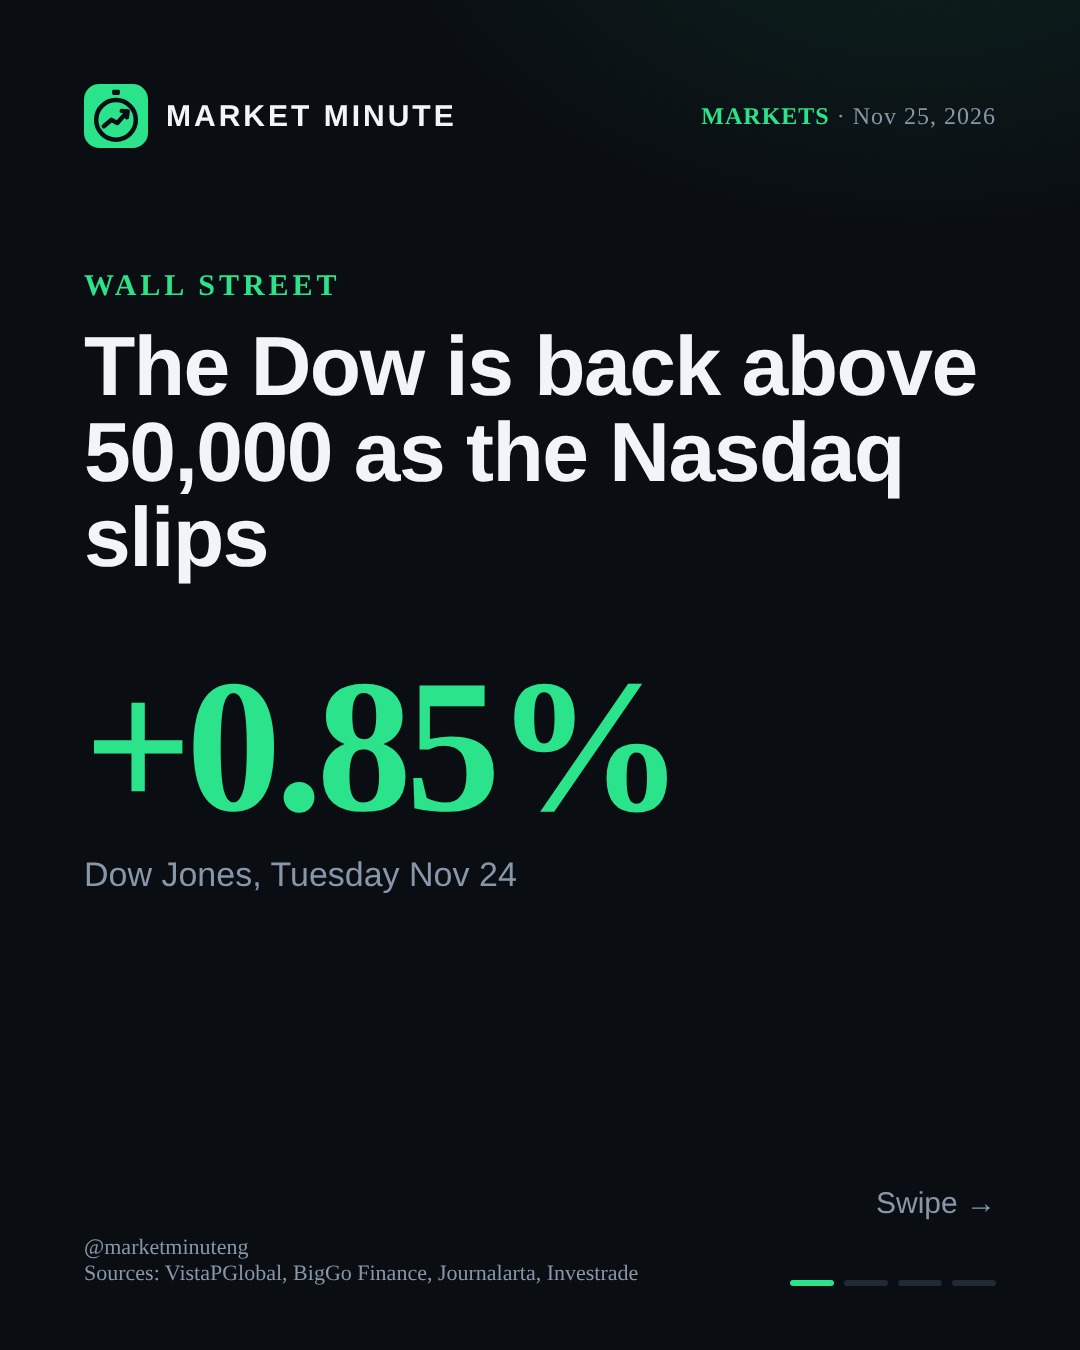 MARKET MINUTE
MARKETS · Nov 25, 2026
WALL STREET
The Dow is back above
50,000 as the Nasdaq
slips
+0.85%
Dow Jones, Tuesday Nov 24
Swipe →
@marketminuteng
Sources: VistaPGlobal, BigGo Finance, Journalarta, Investrade